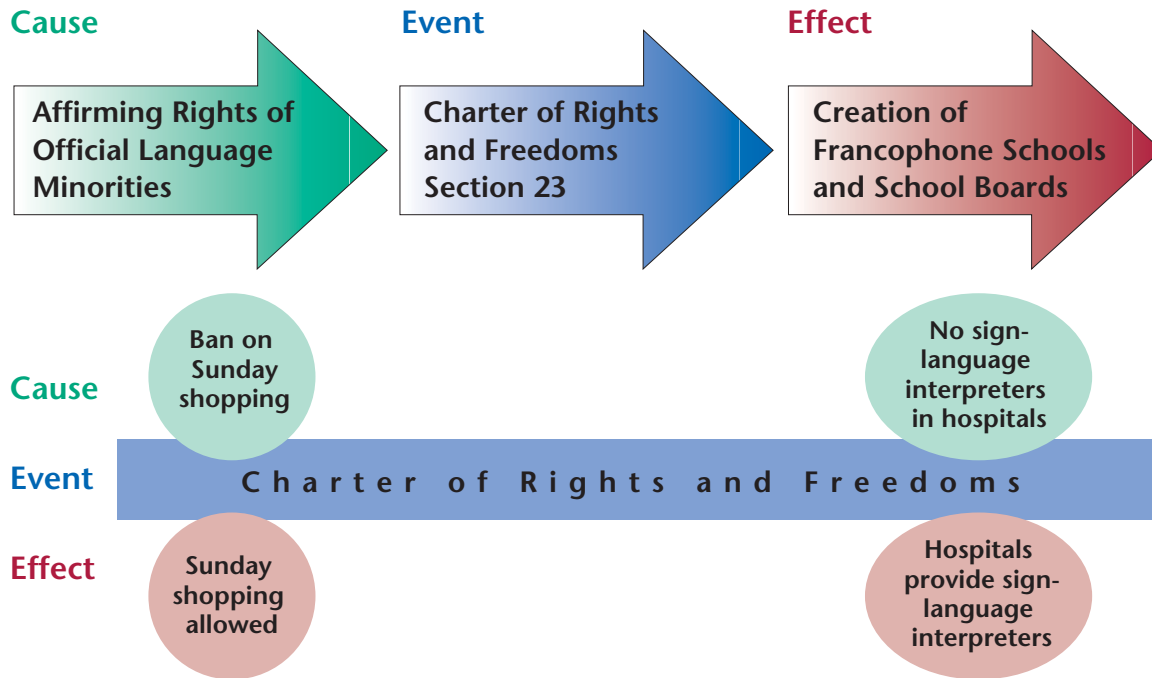 Cause
Event
Effect
Affirming Rights of
Official Language
Minorities
Charter of Rights
and Freedoms
Section 23
Creation of
Francophone Schools
and School Boards
Cause
Ban on
Sunday
shopping
No sign-
language
interpreters
in hospitals
Event
Charter of Rights and Freedoms
Effect
Sunday
shopping
allowed
Hospitals
provide sign-
language
interpreters